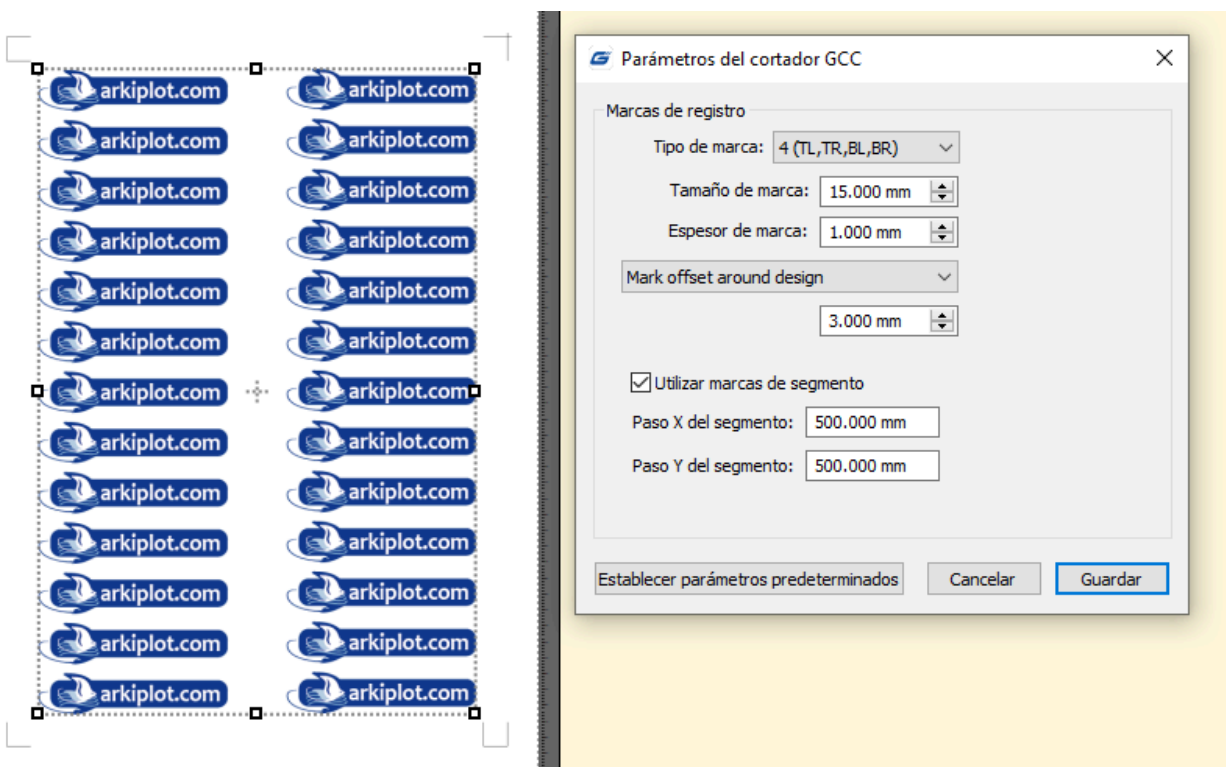 arkiplot.com arkiplot.com
arkiplot.com arkiplot.com
arkiplot.com arkiplot.com
arkiplot.com arkiplot.com
arkiplot.com arkiplot.com
arkiplot.com arkiplot.com
arkiplot.com arkiplot.com
arkiplot.com arkiplot.com
arkiplot.com arkiplot.com
arkiplot.com arkiplot.com
arkiplot.com arkiplot.com
arkiplot.com arkiplot.com
arkiplot.com arkiplot.com
Parámetros del cortador GCC
Marcas de registro
Tipo de marca: 4 (TL,TR,BL,BR)
Tamaño de marca: 15.000 mm
Espesor de marca: 1.000 mm
Mark offset around design
3.000 mm
Utilizar marcas de segmento
Paso X del segmento: 500.000 mm
Paso Y del segmento: 500.000 mm
Establecer parámetros predeterminados Cancelar Guardar